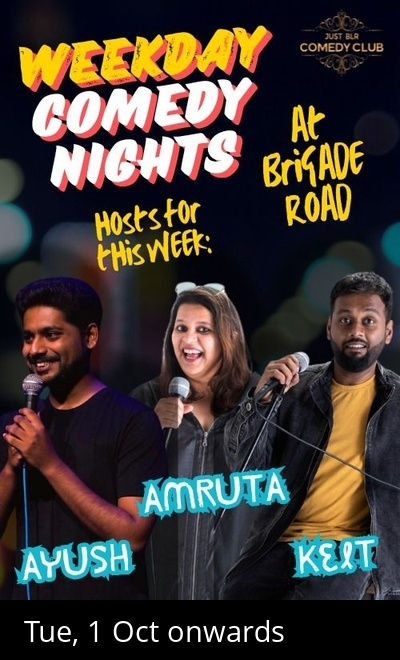 JUST BLR
COMEDY CLUB
WEEKDAY
COMEDY
NIGHTS
At
BRIGADE
ROAD
Hosts for
tHis WEEK:
AMRUTA
AYUSH
Tue, 1 Oct onwards